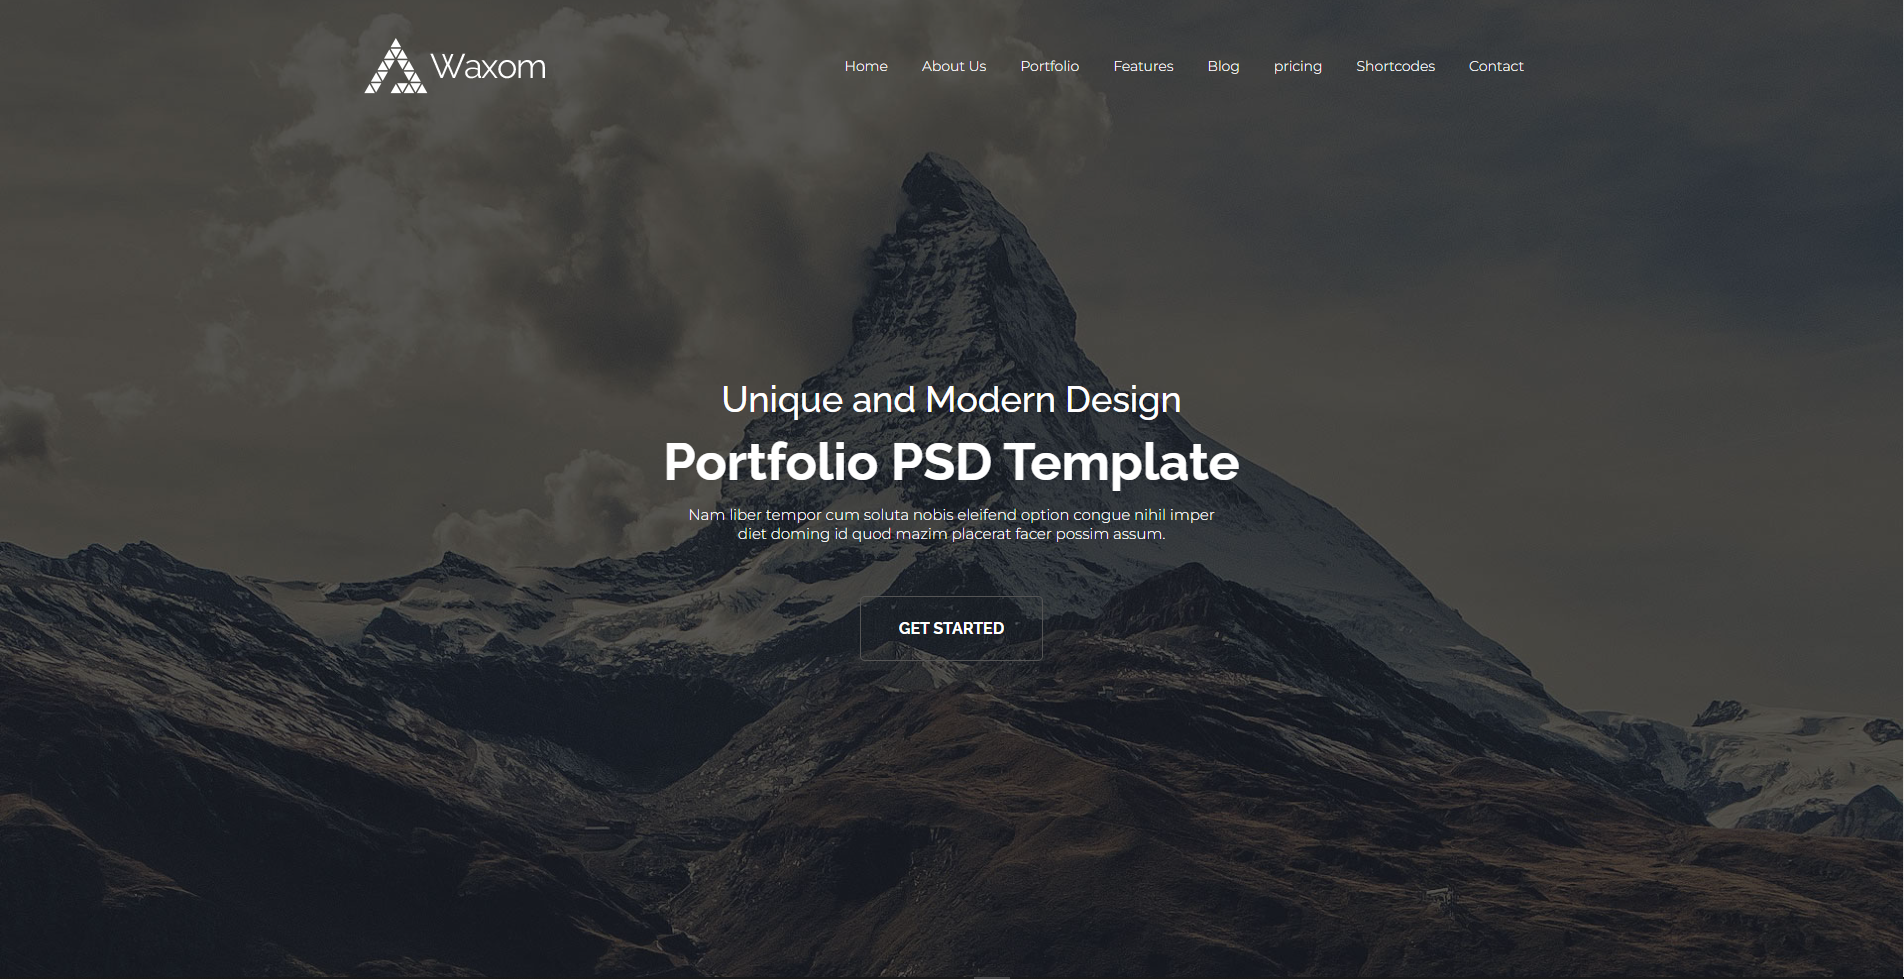 Waxom
Home About Us Portfolio Features Blog pricing Shortcodes Contact
Unique and Modern Design
Portfolio PSD Template
Nam liber tempor cum soluta nobis eleifend option congue nihil imper
diet doming id quod mazim placerat facer possim assum.
GET STARTED